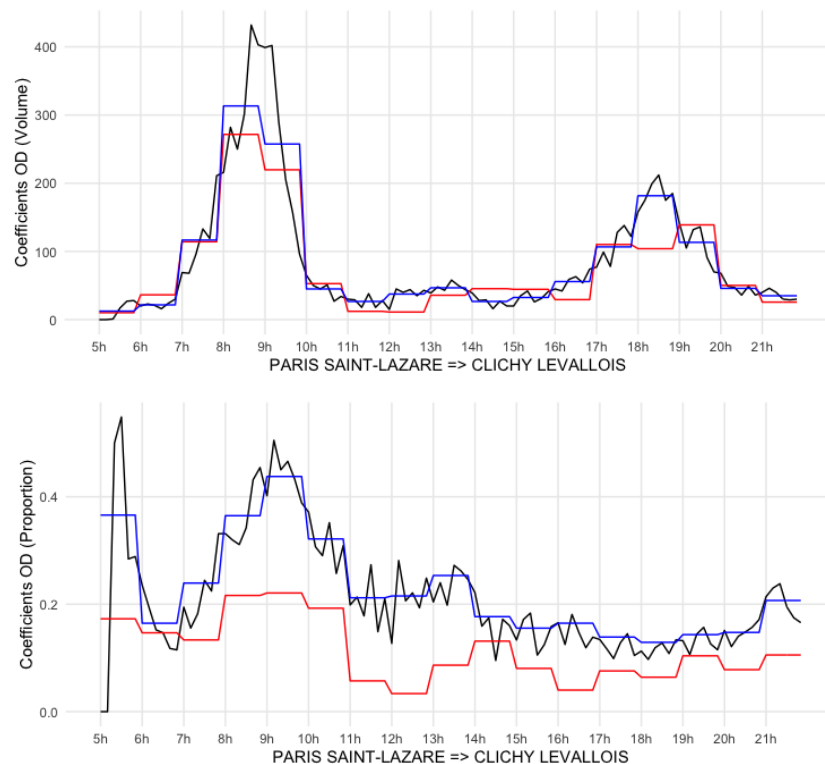 Coefficients OD (Volume)
400
300
200
100
0
5h 6h 7h 8h 9h 10h 11h 12h 13h 14h 15h 16h 17h 18h 19h 20h 21h
PARIS SAINT-LAZARE => CLICHY LEVALLOIS
Coefficients OD (Proportion)
0.4
0.2
0.0
5h 6h 7h 8h 9h 10h 11h 12h 13h 14h 15h 16h 17h 18h 19h 20h 21h
PARIS SAINT-LAZARE => CLICHY LEVALLOIS